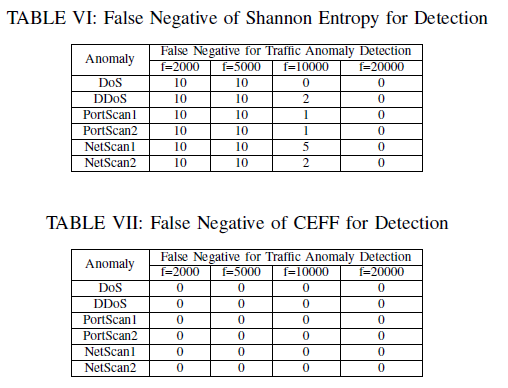 TABLE VI: False Negative of Shannon Entropy for Detection
Anomaly False Negative for Traffic Anomaly Detection
f=2000 f=5000 f=10000 f=20000
DoS 10 10 0 0
DDoS 10 10 2 0
PortScan1 10 10 1 0
PortScan2 10 10 1 0
NetScan1 10 10 5 0
NetScan2 10 10 2 0
TABLE VII: False Negative of CEFF for Detection
Anomaly False Negative for Traffic Anomaly Detection
f=2000 f=5000 f=10000 f=20000
DoS 0 0 0 0
DDoS 0 0 0 0
PortScan1 0 0 0 0
PortScan2 0 0 0 0
NetScan1 0 0 0 0
NetScan2 0 0 0 0